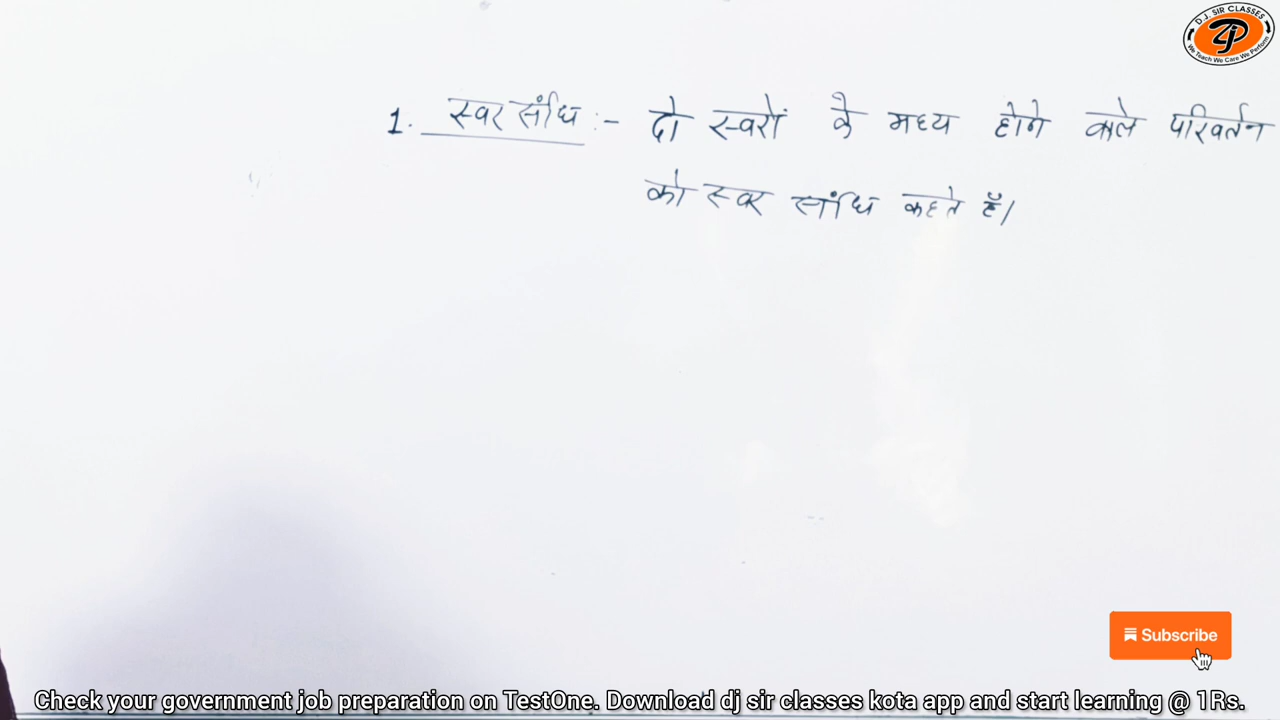 D.J. SIR CLASSES
DJ
We Teach We Care We Perform
1. स्वर संधि :- दो स्वरों के मध्य होने वाले परिवर्तन
को स्वर संधि कहते हैं।
Subscribe
Check your government job preparation on TestOne. Download dj sir classes kota app and start learning @ 1Rs.